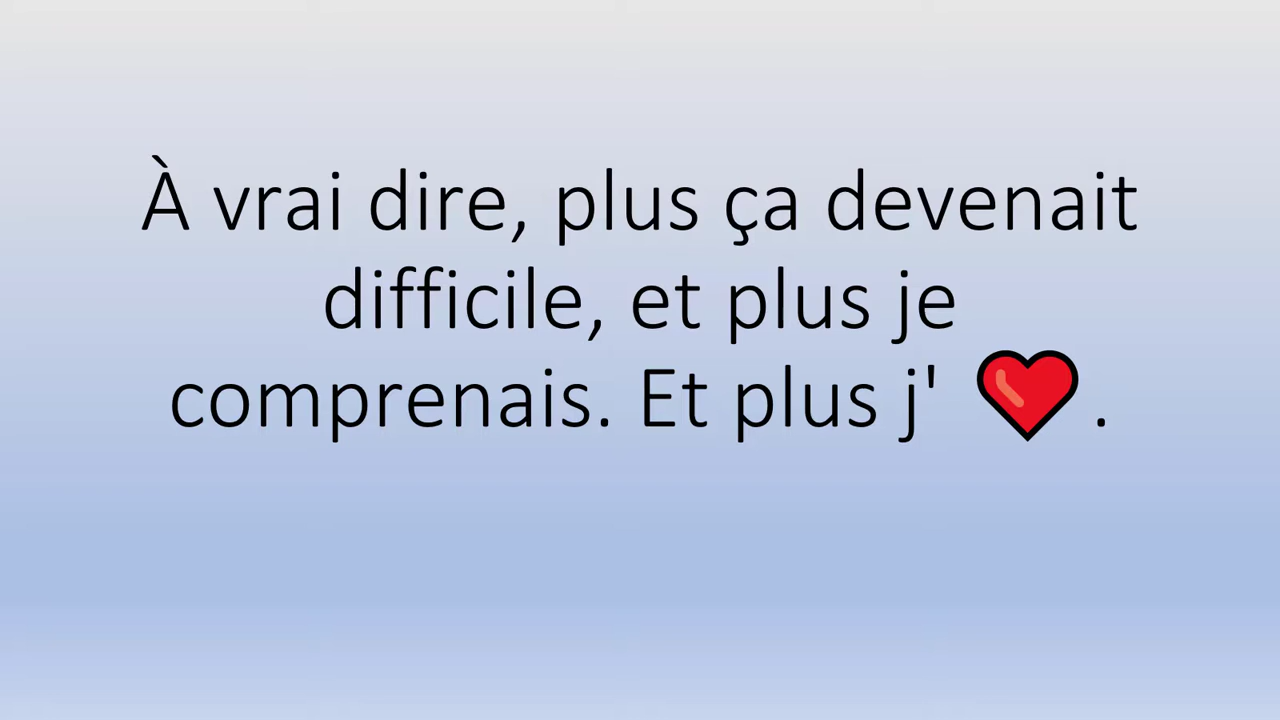 À vrai dire, plus ça devenait
difficile, et plus je
comprenais. Et plus j' ❤️.